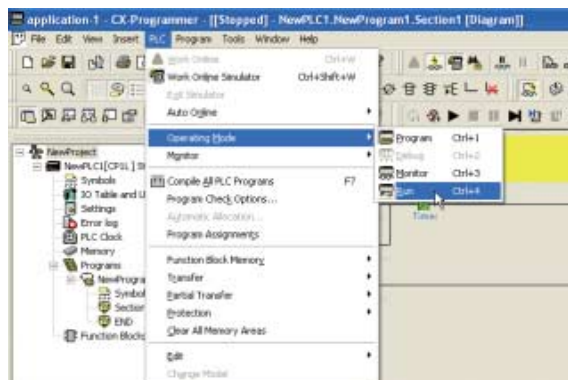 application-1 - CX-Programmer - [[Stopped] - NewPLC1.NewProgram1.Section1 [Diagram]]
File Edit View Insert PLC Program Tools Window Help
Work Online Ctrl+W
Work Online Simulator Ctrl+Shift+W
Exit Simulator
Auto Online
Operating Mode
Monitor
Compile All PLC Programs F7
Program Check Options...
Automatic Allocation...
Program Assignments
Function Block Memory
Transfer
Partial Transfer
Protection
Clear All Memory Areas
Edit
Change Model
Program Ctrl+1
Debug Ctrl+2
Monitor Ctrl+3
Run Ctrl+4
Timer
NewProject
NewPLC1[CP1L]
Symbols
IO Table and U
Settings
Error log
PLC Clock
Memory
Programs
NewProgra
Symbol
Section
END
Function Blocks